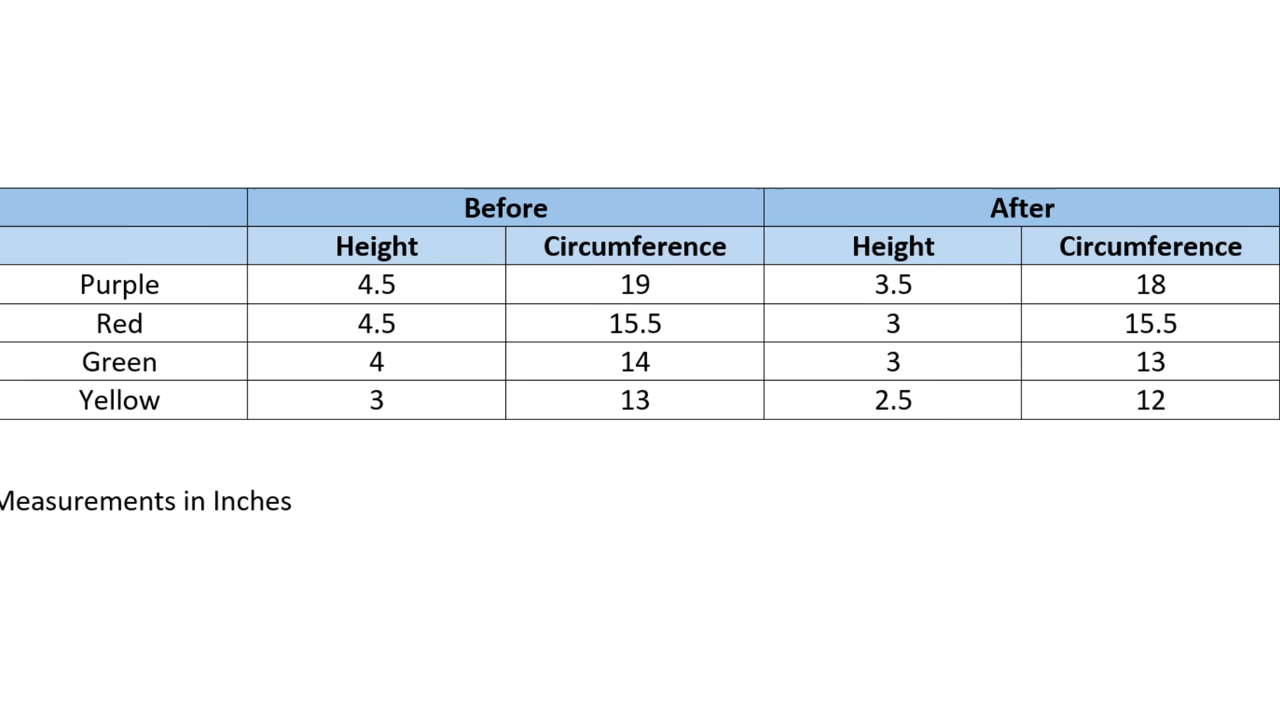 Before After
Height Circumference Height Circumference
Purple 4.5 19 3.5 18
Red 4.5 15.5 3 15.5
Green 4 14 3 13
Yellow 3 13 2.5 12
Measurements in Inches